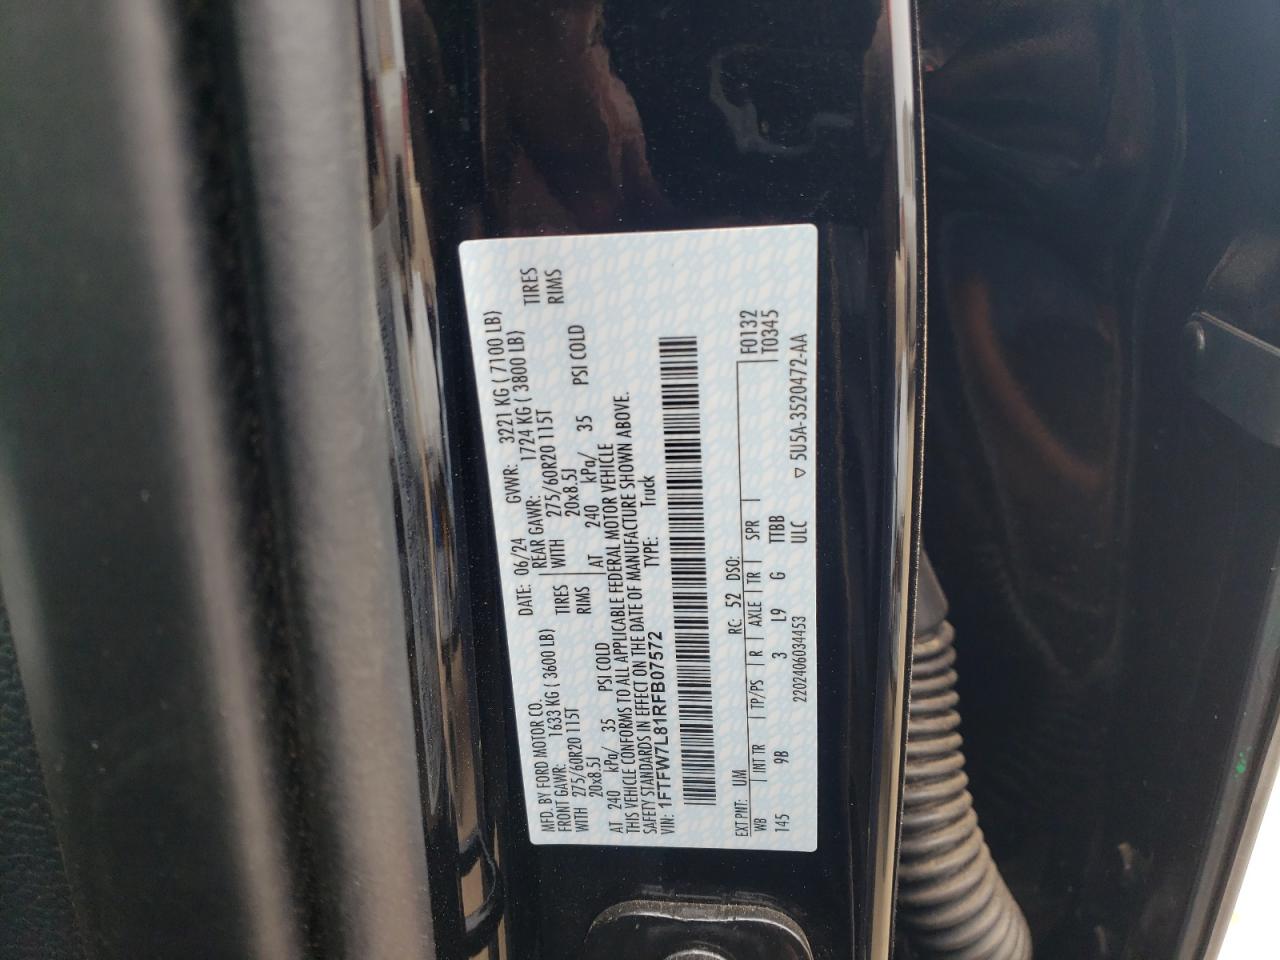 MFD. BY FORD MOTOR CO. DATE: 06/24 GVWR: 3221 KG ( 7100 LB)
FRONT GAWR: 1633 KG ( 3600 LB) REAR GAWR: 1724 KG ( 3800 LB)
WITH 275/60R20 115T TIRES WITH 275/60R20 115T TIRES
20x8.5J RIMS 20x8.5J RIMS
AT 240 kPa/ 35 PSI COLD AT 240 kPa/ 35 PSI COLD
THIS VEHICLE CONFORMS TO ALL APPLICABLE FEDERAL MOTOR VEHICLE
SAFETY STANDARDS IN EFFECT ON THE DATE OF MANUFACTURE SHOWN ABOVE.
VIN: 1FTFW7L81RFB07572 TYPE: Truck
EXT PNT: UM RC: 52 DSO: F0132
WB INT TR TP/PS R AXLE TR SPR T0345
145 9B 3 L9 G TTBB
ULC
2202406034453 ▽ 5U5A-3520472-AA